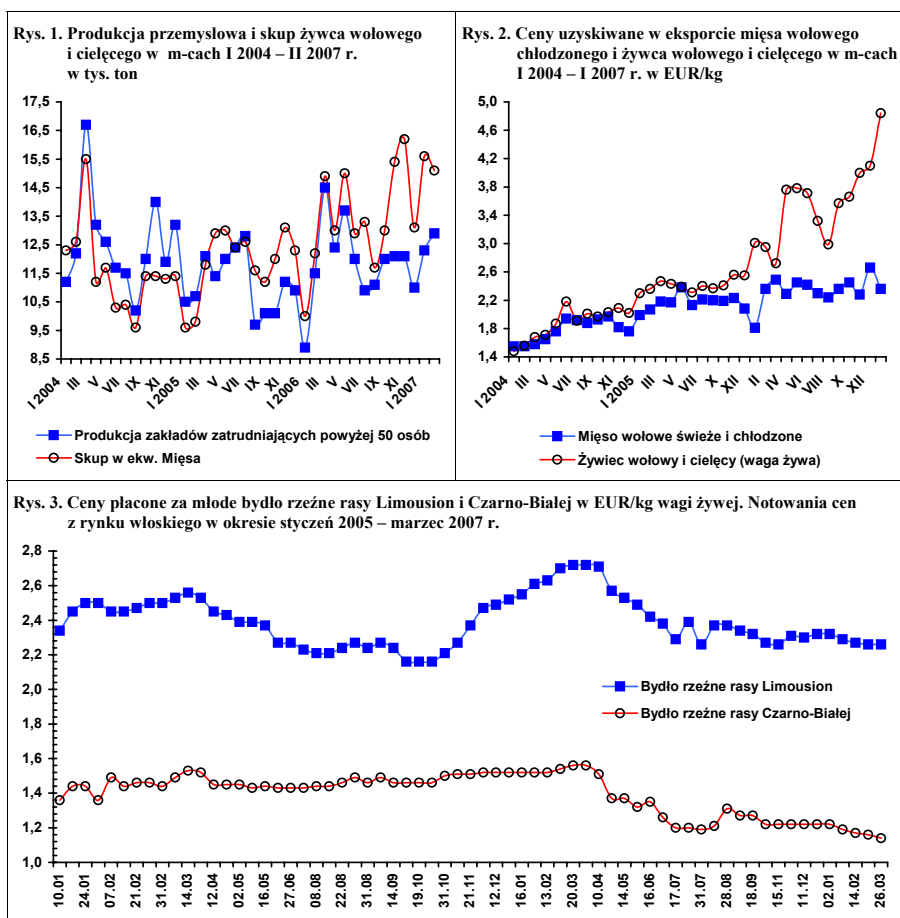 Rys. 1. Produkcja przemysłowa i skup żywca wołowego
i cielęcego w m-cach I 2004 – II 2007 r.
w tys. ton
17,5
16,5
15,5
14,5
13,5
12,5
11,5
10,5
9,5
8,5
I 2004
III
V
VII
IX
XI
I 2005
III
V
VII
IX
XI
I 2006
III
V
VII
IX
XI
I 2007
Produkcja zakładów zatrudniających powyżej 50 osób
Skup w ekw. Mięsa
Rys. 2. Ceny uzyskiwane w eksporcie mięsa wołowego
chłodzonego i żywca wołowego i cielęcego w m-cach
I 2004 – I 2007 r. w EUR/kg
5,0
4,6
4,2
3,8
3,4
3,0
2,6
2,2
1,8
1,4
I 2004
III
V
VII
IX
XI
I 2005
III
V
VII
X
XII
II
IV
VI
VIII
X
XII
Mięso wołowe świeże i chłodzone
Żywiec wołowy i cielęcy (waga żywa)
Rys. 3. Ceny płacone za młode bydło rzeźne rasy Limousion i Czarno-Białej w EUR/kg wagi żywej. Notowania cen
z rynku włoskiego w okresie styczeń 2005 – marzec 2007 r.
2,8
2,6
2,4
2,2
2,0
1,8
1,6
1,4
1,2
1,0
Bydło rzeźne rasy Limousion
Bydło rzeźne rasy Czarno-Białej
10.01
24.01
07.02
21.02
28.02
14.03
12.04
02.05
16.05
27.06
08.08
22.08
28.08
14.09
19.10
31.10
21.11
12.12
16.01
13.02
20.03
10.04
14.05
16.06
17.07
31.07
28.08
18.09
15.11
28.11
02.01
14.02
26.03